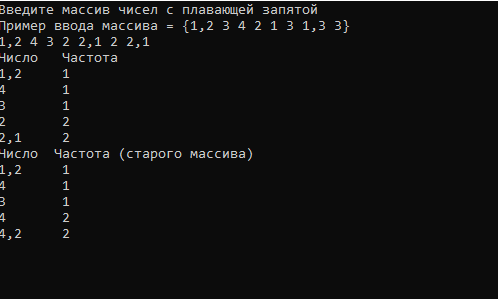 Введите массив чисел с плавающей запятой
Пример ввода массива = {1,2 3 4 2 1 3 1,3 3}
1,2 4 3 2 2,1 2 2,1
Число Частота
1,2 1
4 1
3 1
2 2
2,1 2
Число Частота (старого массива)
1,2 1
4 1
3 1
4 2
4,2 2